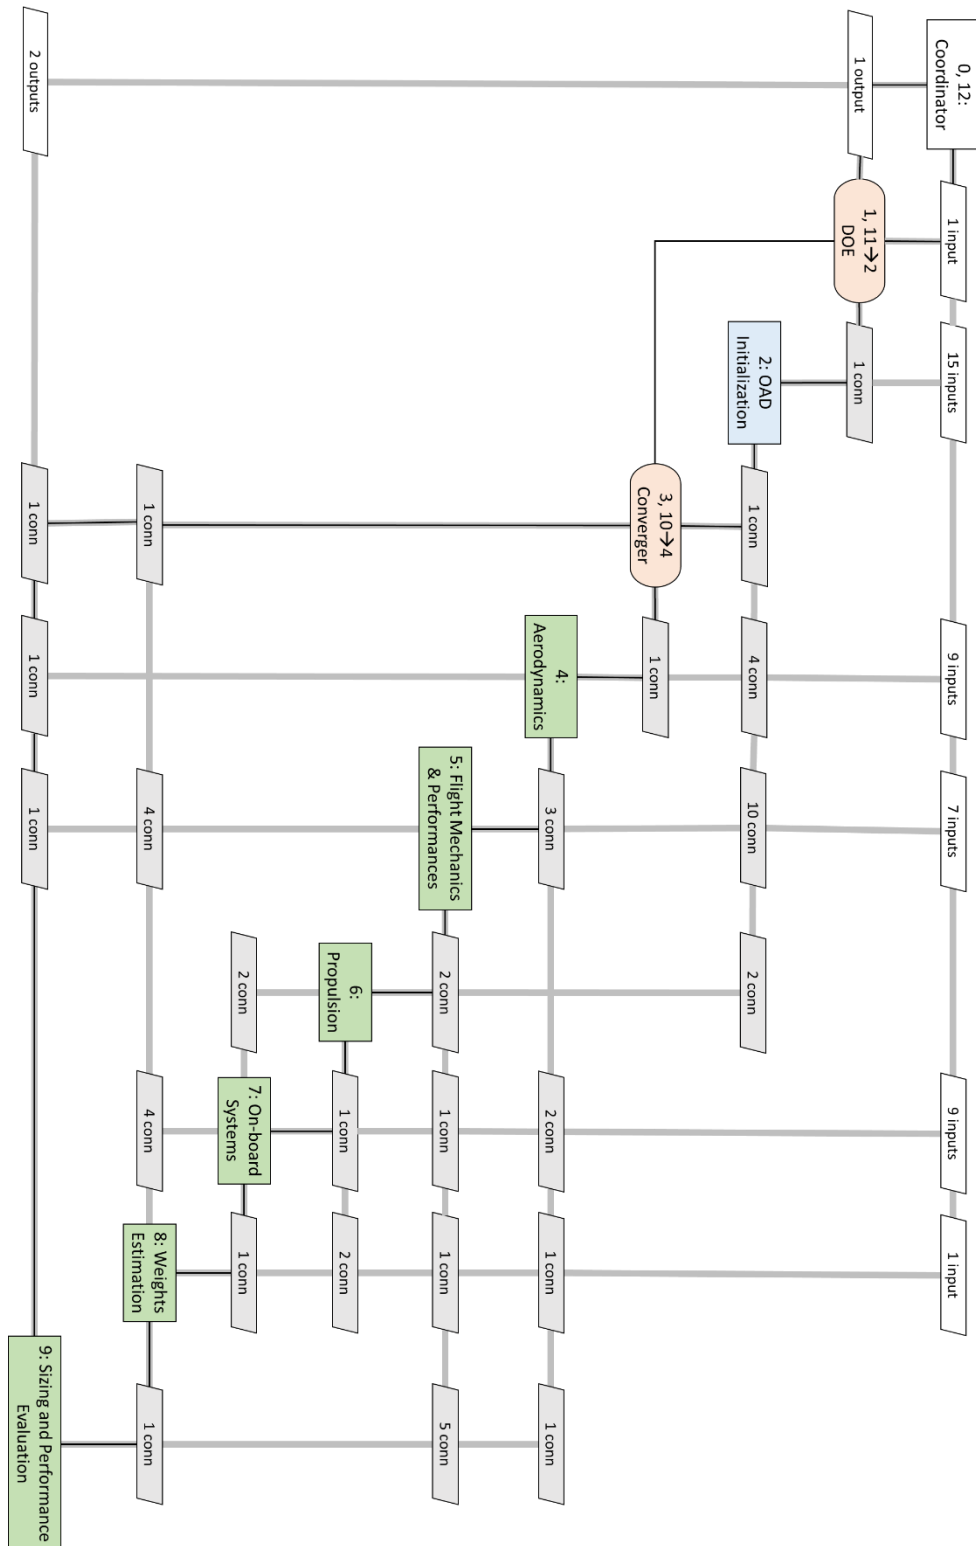 0, 12:
Coordinator
1 input
15 inputs
9 inputs
7 inputs
9 inputs
1 input
1 output
1, 11→2
DOE
1 conn
2: OAD
Initialization
1 conn
4 conn
10 conn
2 conn
3, 10→4
Converger
1 conn
4:
Aerodynamics
3 conn
2 conn
1 conn
1 conn
5: Flight Mechanics
& Performances
2 conn
1 conn
1 conn
5 conn
6:
Propulsion
1 conn
2 conn
2 conn
7: On-board
Systems
1 conn
1 conn
4 conn
4 conn
8: Weights
Estimation
1 conn
2 outputs
1 conn
1 conn
1 conn
9: Sizing and Performance
Evaluation